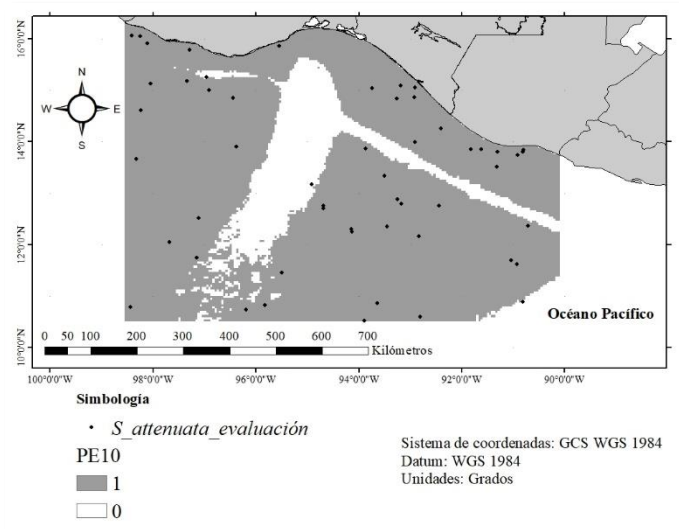 16°0'0"N
14°0'0"N
12°0'0"N
10°0'0"N
N
W E
S
Océano Pacífico
0 50 100 200 300 400 500 600 700
Kilómetros
100°0'0"W 98°0'0"W 96°0'0"W 94°0'0"W 92°0'0"W 90°0'0"W
Simbología
S_attenuata_evaluación
PE10
1
0
Sistema de coordenadas: GCS WGS 1984
Datum: WGS 1984
Unidades: Grados